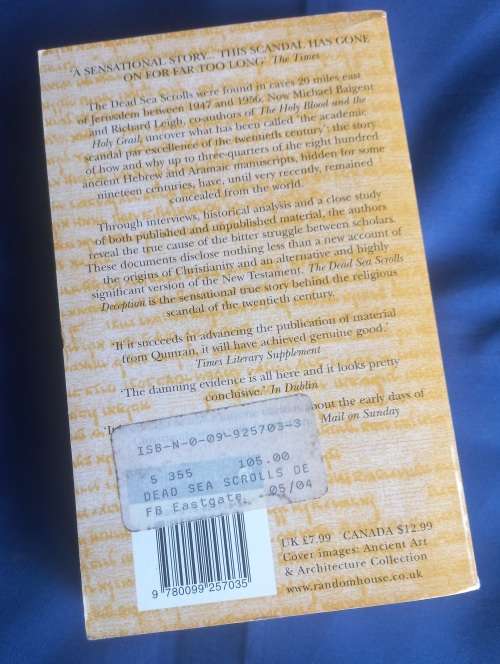 'A SENSATIONAL STORY... THIS SCANDAL HAS GONE
ON FOR FAR TOO LONG' The Times
The Dead Sea Scrolls were found in caves 20 miles east
of Jerusalem between 1947 and 1956. Now Michael Baigent
and Richard Leigh, co-authors of The Holy Blood and the
Holy Grail, uncover what has been called 'the academic
scandal par excellence of the twentieth century': the story
of how and why up to three-quarters of the eight hundred
ancient Hebrew and Aramaic manuscripts, hidden for some
nineteen centuries, have, until very recently, remained
concealed from the world.
Through interviews, historical analysis and a close study
of both published and unpublished material, the authors
reveal the true cause of the bitter struggle between scholars.
These documents disclose nothing less than a new account of
the origins of Christianity and an alternative and highly
significant version of the New Testament. The Dead Sea Scrolls
Deception is the sensational true story behind the religious
scandal of the twentieth century.
'If it succeeds in advancing the publication of material
from Qumran, it will have achieved genuine good.'
Times Literary Supplement
'The damning evidence is all here and it looks pretty
conclusive.' In Dublin
about the early days of
Mail on Sunday
ISB-N-0-09-925703-3
S 355 105.00
DEAD SEA SCROLLS DE
FB Eastgate 05/04
9 780099 257035
UK £7.99 CANADA $12.99
Cover images: Ancient Art
& Architecture Collection
www.randomhouse.co.uk